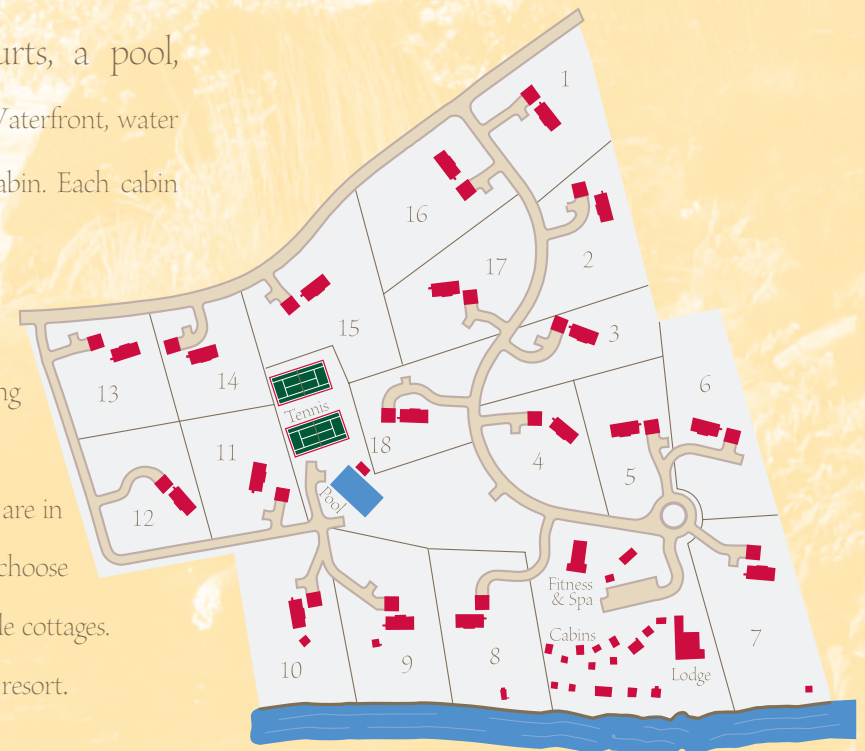 urts, a pool,
Vaterfront, water
abin. Each cabin
ng
are in
choose
le cottages.
resort.
1
16
2
17
15
3
13
14
6
Tennis
18
11
4
5
12
Pool
Fitness
& Spa
Cabins
Lodge
10
9
8
7